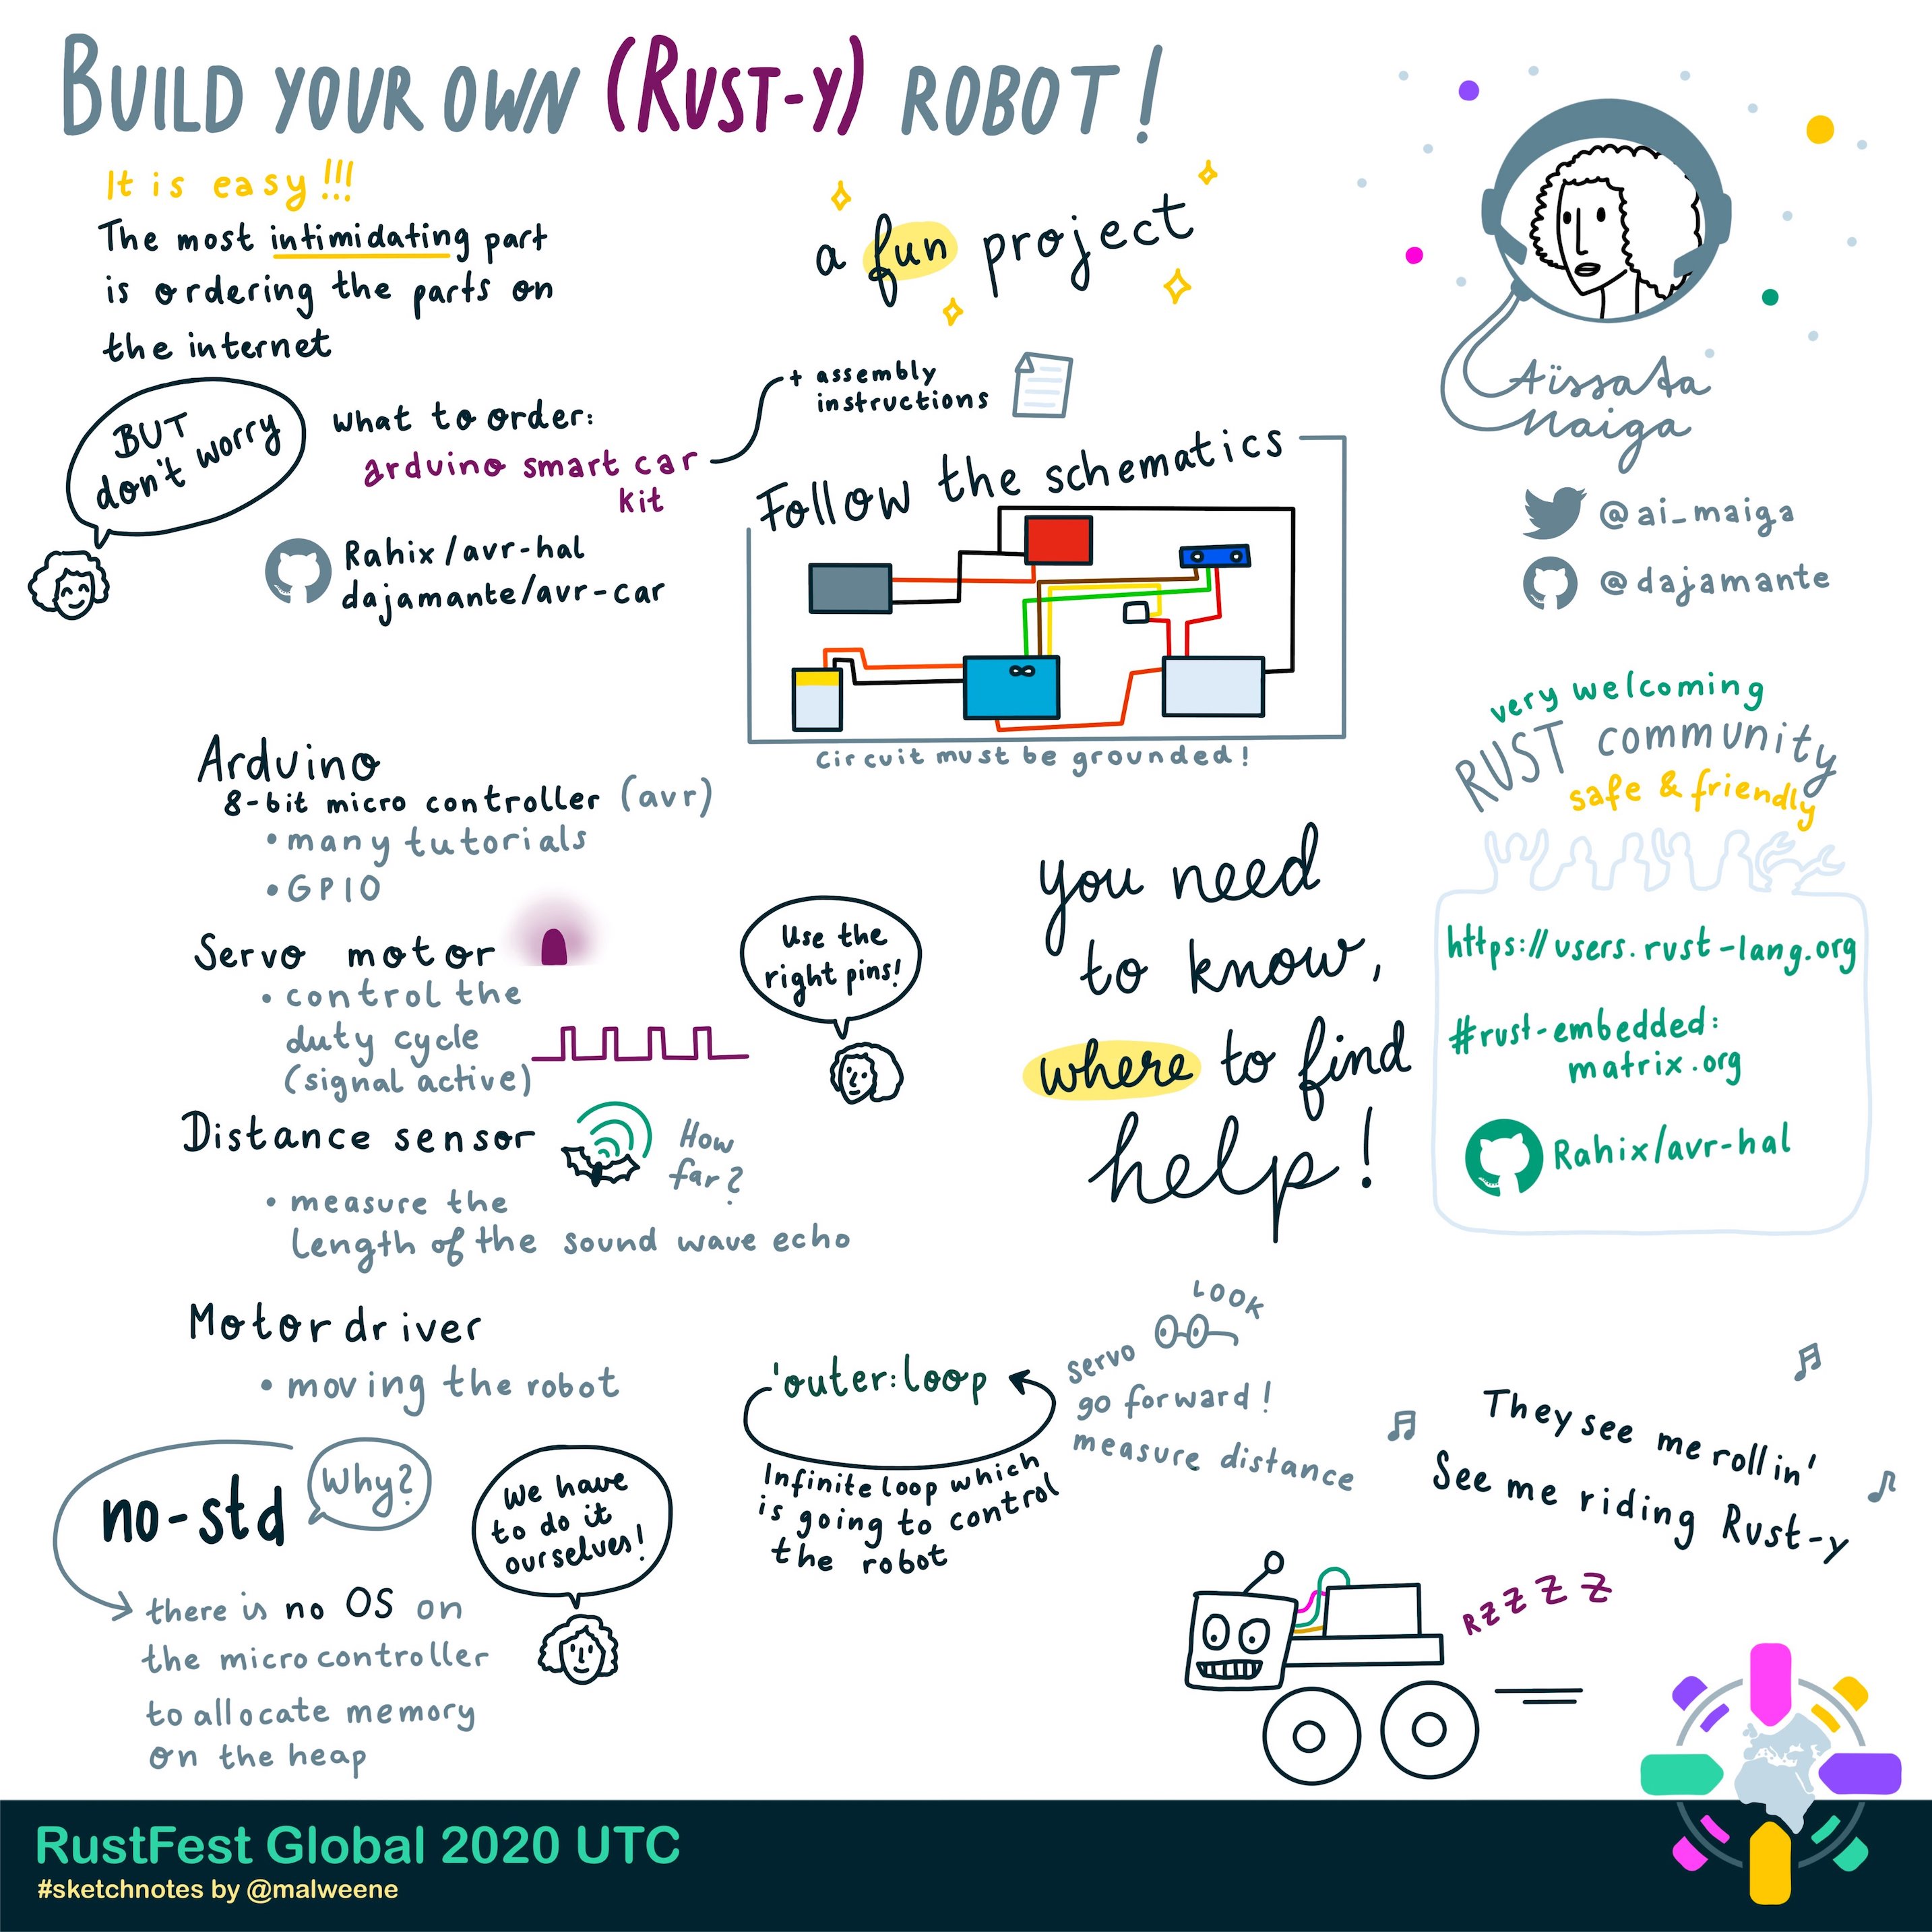 BUILD YOUR OWN (RUST-Y) ROBOT!
It is easy!!!
The most intimidating part
is ordering the parts on
the internet
a fun project
BUT
don't worry
what to order:
arduino smart car
kit
+ assembly
instructions
Rahix/avr-hal
dajamante/avr-car
Follow the schematics
circuit must be grounded!
Aïssata
Maiga
@ai_maiga
@dajamante
very welcoming
RUST community
safe & friendly
https://users.rust-lang.org
#rust-embedded:
matrix.org
Rahix/avr-hal
Arduino
8-bit micro controller (avr)
• many tutorials
• GPIO
Servo motor
• control the
duty cycle
(signal active)
Use the
right pins!
Distance sensor
How
far?
• measure the
length of the sound wave echo
you need
to know,
where to find
help!
Motor driver
• moving the robot
no-std
Why?
We have
to do it
ourselves!
there is no OS on
the microcontroller
to allocate memory
on the heap
'outer:loop
Infinite loop which
is going to control
the robot
LOOK
servo
go forward!
measure distance
They see me rollin'
See me riding Rust-y
RZZZZ
RustFest Global 2020 UTC
#sketchnotes by @malweene